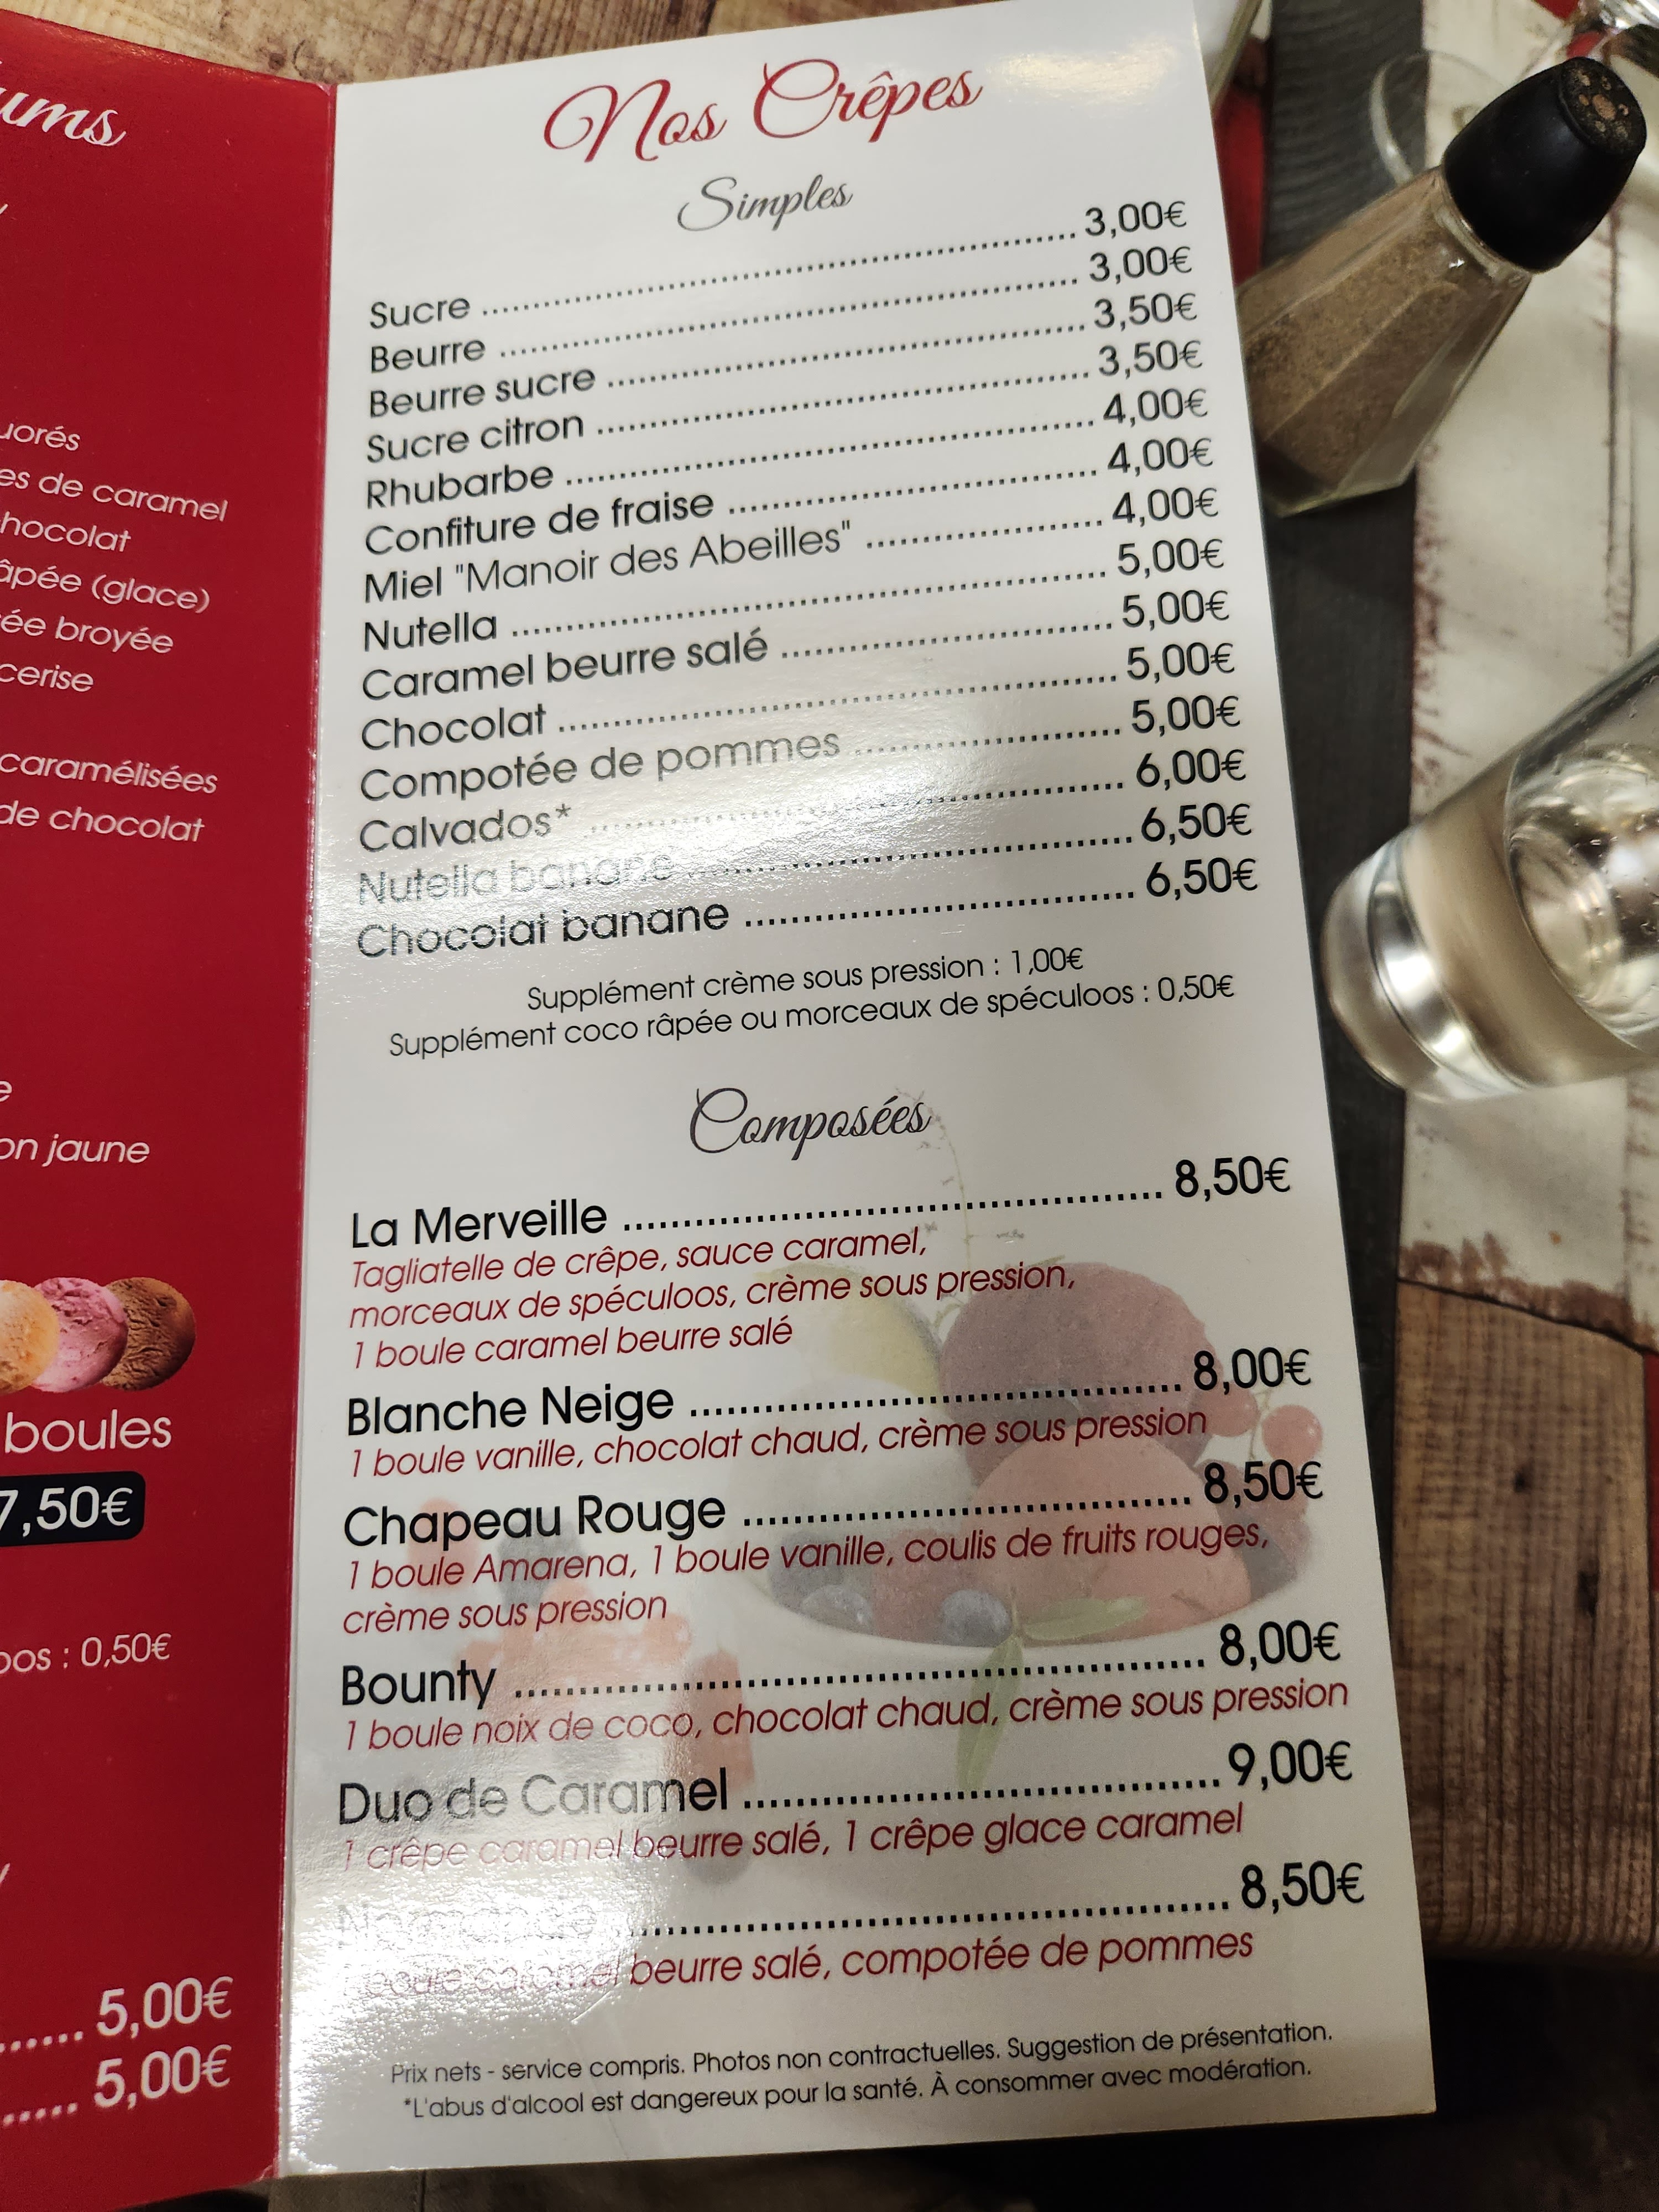 ums
es de caramel
hocolat
âpée (glace)
ée broyée
cerise
caramélisées
de chocolat
on jaune
boules
7,50€
oos : 0,50€
5,00€
5,00€
Nos Crêpes
Simples
Sucre ........ 3,00€
Beurre ........ 3,00€
Beurre sucre ........ 3,50€
Sucre citron ........ 3,50€
Rhubarbe ........ 4,00€
Confiture de fraise ........ 4,00€
Miel "Manoir des Abeilles" ........ 4,00€
Nutella ........ 5,00€
Caramel beurre salé ........ 5,00€
Chocolat ........ 5,00€
Compotée de pommes ........ 5,00€
Calvados* ........ 6,00€
Nutella banane ........ 6,50€
Chocolat banane ........ 6,50€
Supplément crème sous pression : 1,00€
Supplément coco râpée ou morceaux de spéculoos : 0,50€
Composées
La Merveille ........ 8,50€
Tagliatelle de crêpe, sauce caramel,
morceaux de spéculoos, crème sous pression,
1 boule caramel beurre salé
Blanche Neige ........ 8,00€
1 boule vanille, chocolat chaud, crème sous pression
Chapeau Rouge ........ 8,50€
1 boule Amarena, 1 boule vanille, coulis de fruits rouges,
crème sous pression
Bounty ........ 8,00€
1 boule noix de coco, chocolat chaud, crème sous pression
Duo de Caramel ........ 9,00€
1 crêpe caramel beurre salé, 1 crêpe glace caramel
........ 8,50€
boule caramel beurre salé, compotée de pommes
Prix nets - service compris. Photos non contractuelles. Suggestion de présentation.
*L'abus d'alcool est dangereux pour la santé. À consommer avec modération.